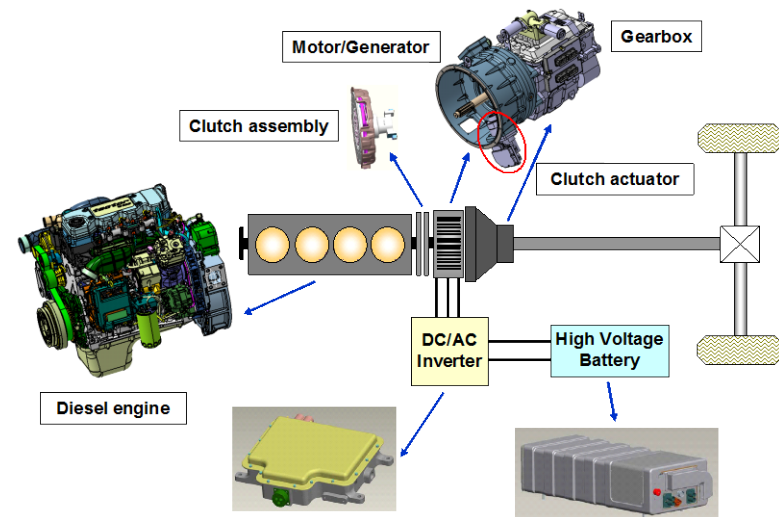 Motor/Generator
Gearbox
Clutch assembly
Clutch actuator
DC/AC
Inverter
High Voltage
Battery
Diesel engine